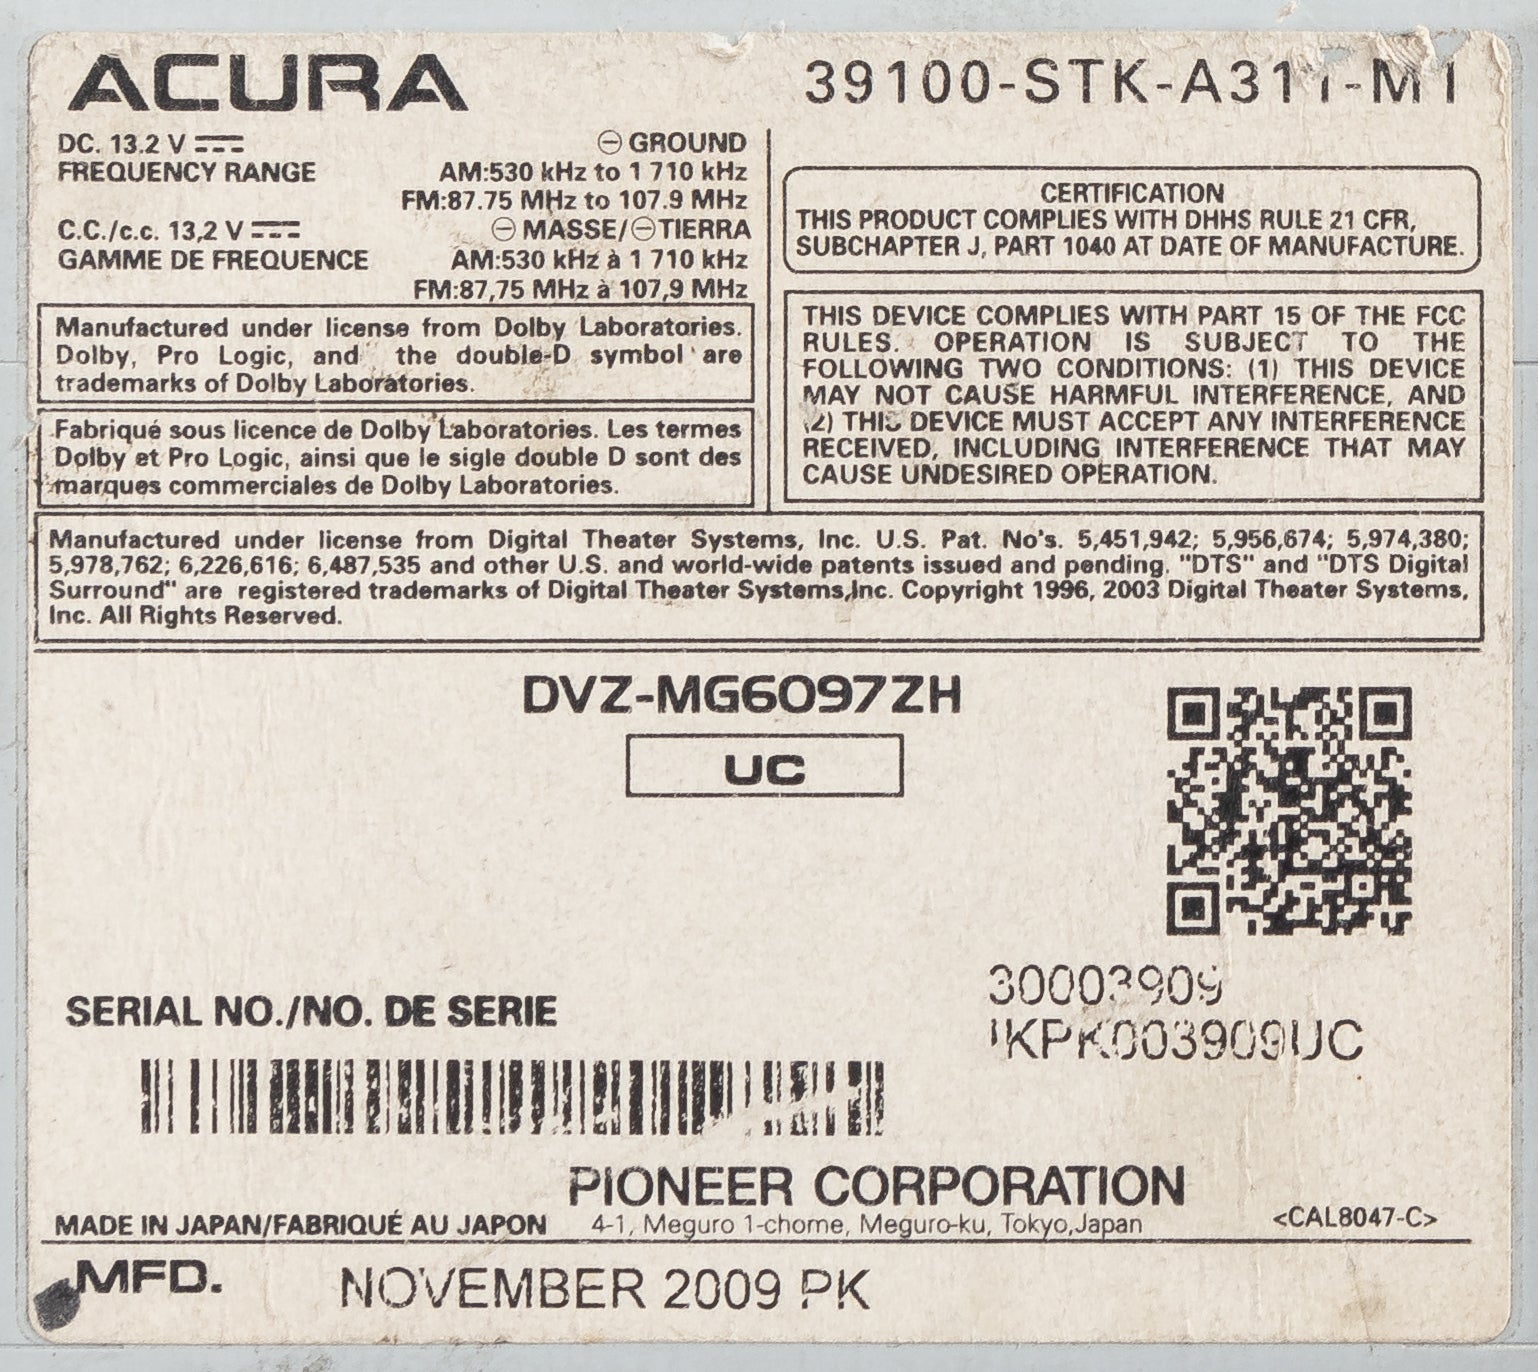 ACURA
39100-STK-A311-M1
DC. 13.2 V
⊖ GROUND
FREQUENCY RANGE
AM:530 kHz to 1 710 kHz
FM:87.75 MHz to 107.9 MHz
C.C./c.c. 13,2 V
⊖ MASSE/⊖TIERRA
GAMME DE FREQUENCE
AM:530 kHz à 1 710 kHz
FM:87,75 MHz à 107,9 MHz
CERTIFICATION
THIS PRODUCT COMPLIES WITH DHHS RULE 21 CFR,
SUBCHAPTER J, PART 1040 AT DATE OF MANUFACTURE.
Manufactured under license from Dolby Laboratories.
Dolby, Pro Logic, and the double-D symbol are
trademarks of Dolby Laboratories.
Fabriqué sous licence de Dolby Laboratories. Les termes
Dolby et Pro Logic, ainsi que le sigle double D sont des
marques commerciales de Dolby Laboratories.
THIS DEVICE COMPLIES WITH PART 15 OF THE FCC
RULES. OPERATION IS SUBJECT TO THE
FOLLOWING TWO CONDITIONS: (1) THIS DEVICE
MAY NOT CAUSE HARMFUL INTERFERENCE, AND
(2) THIS DEVICE MUST ACCEPT ANY INTERFERENCE
RECEIVED, INCLUDING INTERFERENCE THAT MAY
CAUSE UNDESIRED OPERATION.
Manufactured under license from Digital Theater Systems, Inc. U.S. Pat. No's. 5,451,942; 5,956,674; 5,974,380;
5,978,762; 6,226,616; 6,487,535 and other U.S. and world-wide patents issued and pending. "DTS" and "DTS Digital
Surround" are registered trademarks of Digital Theater Systems,Inc. Copyright 1996, 2003 Digital Theater Systems,
Inc. All Rights Reserved.
DVZ-MG6097ZH
UC
30003909
SERIAL NO./NO. DE SERIE
PIONEER CORPORATION
MADE IN JAPAN/FABRIQUÉ AU JAPON
4-1, Meguro 1-chome, Meguro-ku, Tokyo,Japan
<CAL8047-C>
MFD.
NOVEMBER 2009 PK